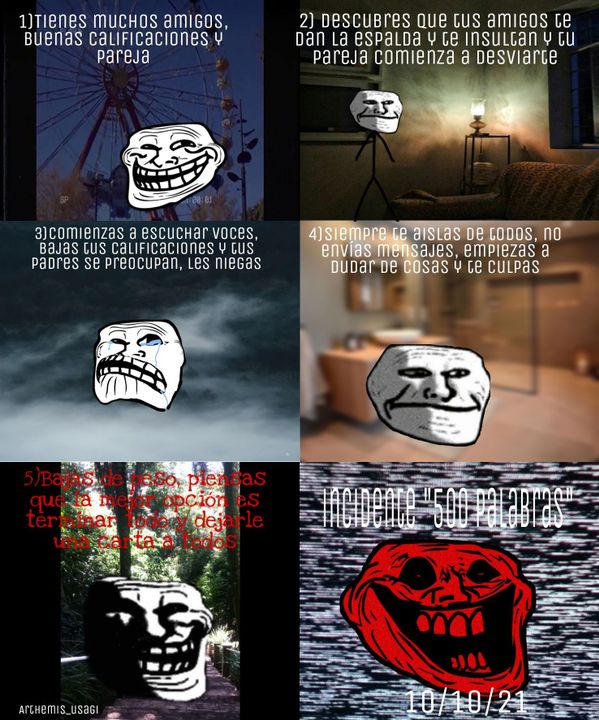 1)Tienes muchos amigos,
Buenas calificaciones y
pareja
2) Descubres que tus amigos te
dan la espalda y te insultan y tu
pareja comienza a desviarte
3)Comienzas a escuchar voces,
bajas tus calificaciones y tus
padres se preocupan, les niegas
4)Siempre te aislas de todos, no
envias mensajes, empiezas a
dudar de cosas y te culpas
5)Bajas de peso, piensas
que la mejor opcion es
terminar todo y dejarle
una carta a todos
Arthemis_usagi
Incidente "500 palabras"
10/10/21